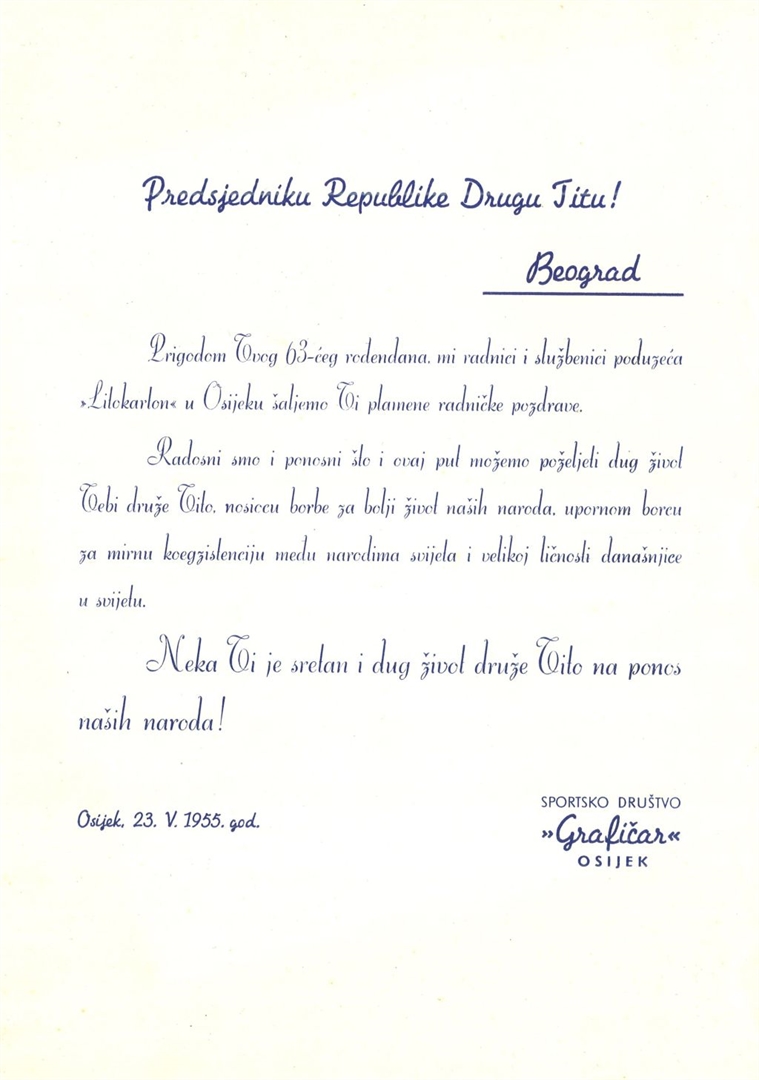 Predsjedniku Republike Drugu Titu!
Beograd
Prigodom Tvog 63-ćeg rođendana, mi radnici i službenici poduzeća
»Litokarton« u Osijeku šaljemo Ti plamene radničke pozdrave.
Radosni smo i ponosni što i ovaj put možemo poželjeti dug život
Tebi druže Tito, nosiocu borbe za bolji život naših naroda, upornom borcu
za mirnu koegzistenciju među narodima svijeta i velikoj ličnosti današnjice
u svijetu.
Neka Ti je sretan i dug život druže Tito na ponos
naših naroda!
Osijek, 23. V. 1955. god.
SPORTSKO DRUŠTVO
»Grafičar«
OSIJEK